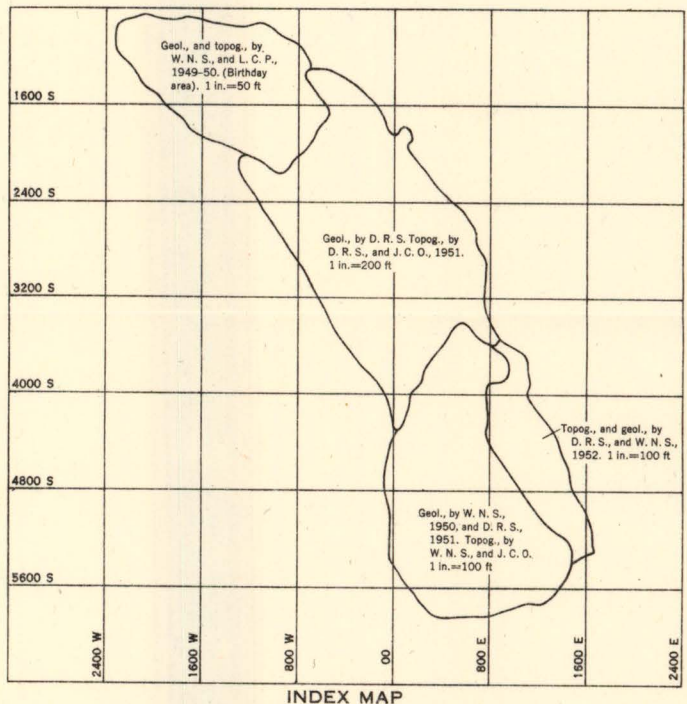 Geol., and topog., by
W. N. S., and L. C. P.,
1949–50. (Birthday
area). 1 in.=50 ft
1600 S
2400 S
Geol., by D. R. S. Topog., by
D. R. S., and J. C. O., 1951.
1 in.=200 ft
3200 S
4000 S
Topog., and geol., by
D. R. S., and W. N. S.,
1952. 1 in.=100 ft
4800 S
Geol., by W. N. S.,
1950, and D. R. S.,
1951. Topog., by
W. N. S., and J. C. O.
1 in.=100 ft
5600 S
2400 W
1600 W
800 W
00
800 E
1600 E
2400 E
INDEX MAP